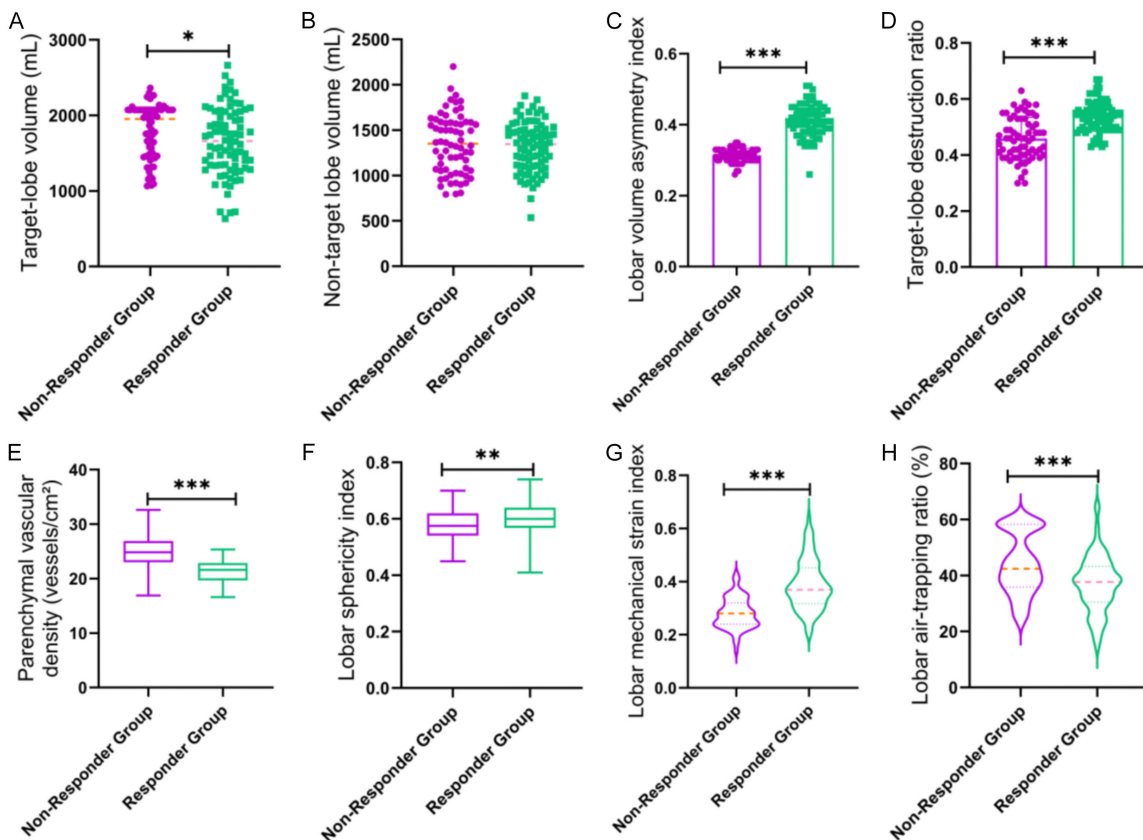 A
Target-lobe volume (mL)
3000
2000
1000
0
*
Non-Responder Group
Responder Group
B
Non-target lobe volume (mL)
2500
2000
1500
1000
500
0
Non-Responder Group
Responder Group
C
Lobar volume asymmetry index
0.6
0.4
0.2
0.0
***
Non-Responder Group
Responder Group
D
Target-lobe destruction ratio
0.8
0.6
0.4
0.2
0.0
***
Non-Responder Group
Responder Group
E
Parenchymal vascular
density (vessels/cm²)
40
30
20
10
0
***
Non-Responder Group
Responder Group
F
Lobar sphericity index
0.8
0.6
0.4
0.2
0.0
**
Non-Responder Group
Responder Group
G
Lobar mechanical strain index
0.8
0.6
0.4
0.2
0.0
***
Non-Responder Group
Responder Group
H
Lobar air-trapping ratio (%)
80
60
40
20
0
***
Non-Responder Group
Responder Group